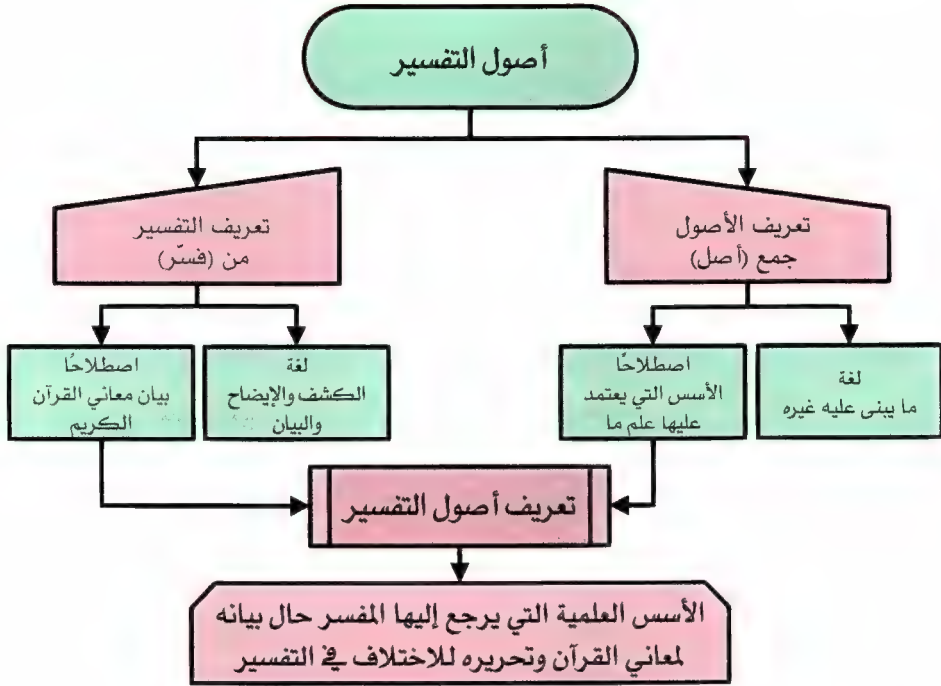 أصول التفسير
تعريف الأصول
جمع (أصل)
تعريف التفسير
من (فسّر)
لغة
ما يبنى عليه غيره
اصطلاحًا
الأسس التي يعتمد
عليها علم ما
لغة
الكشف والإيضاح
والبيان
اصطلاحًا
بيان معاني القرآن
الكريم
تعريف أصول التفسير
الأسس العلمية التي يرجع إليها المفسر حال بيانه
لمعاني القرآن وتحريره للاختلاف في التفسير